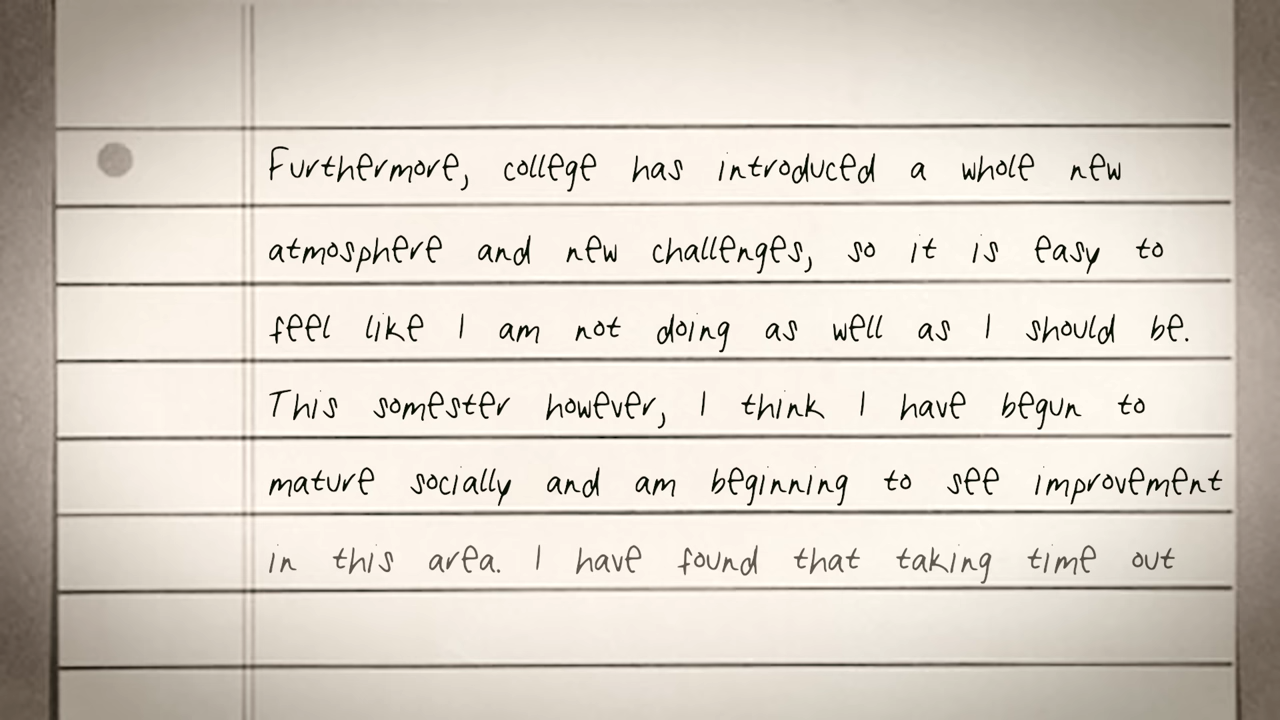 Furthermore, college has introduced a whole new
atmosphere and new challenges, so it is easy to
feel like I am not doing as well as I should be.
This somester however, I think I have begun to
mature socially and am beginning to see improvement
in this area. I have found that taking time out